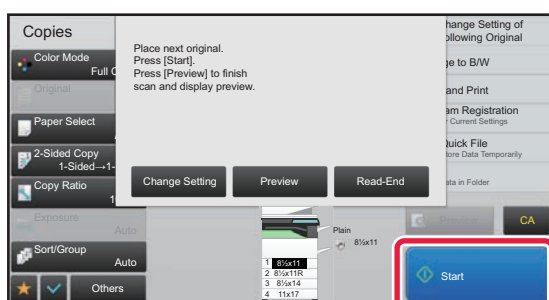 Copies
Color Mode
Full C
Original
Paper Select
2-Sided Copy
1-Sided→1-
Copy Ratio
1
Exposure
Auto
Sort/Group
Auto
Others
Place next original.
Press [Start].
Press [Preview] to finish
scan and display preview.
Change Setting
Preview
Read-End
hange Setting of
ollowing Original
ge to B/W
and Print
am Registration
r Current Settings
Quick File
tore Data Temporarily
ata in Folder
Preview
CA
Start
Plain
8½x11
1 8½x11
2 8½x11R
3 8½x14
4 11x17